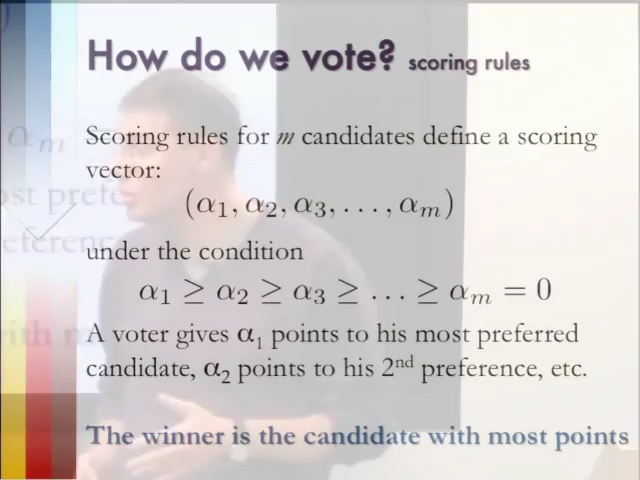 How do we vote? scoring rules
Scoring rules for m candidates define a scoring
vector:
(α₁, α₂, α₃, . . . , αₘ)
under the condition
α₁ ≥ α₂ ≥ α₃ ≥ . . . ≥ αₘ = 0
A voter gives α₁ points to his most preferred
candidate, α₂ points to his 2ⁿᵈ preference, etc.
The winner is the candidate with most points